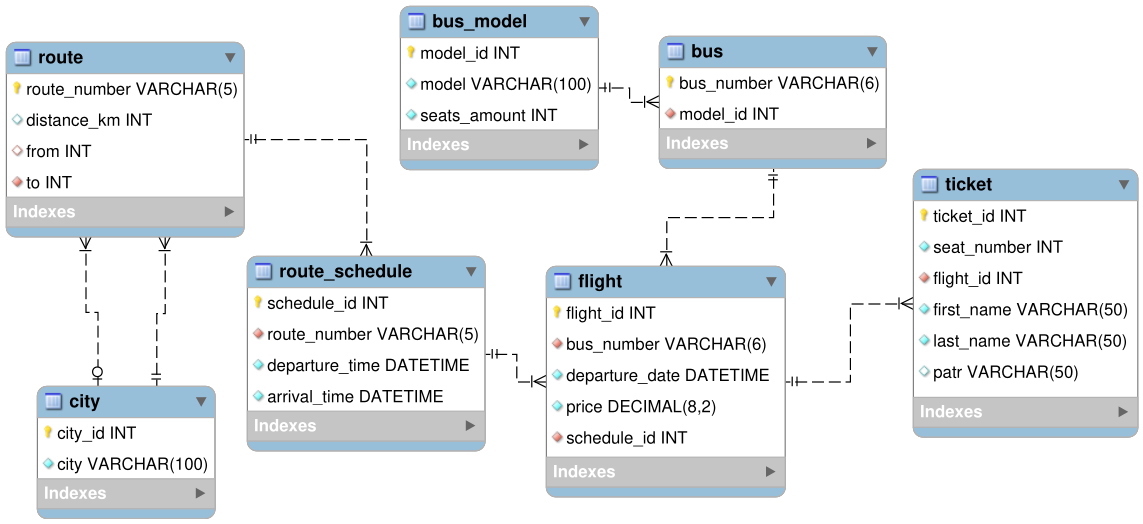 route
route_number VARCHAR(5)
distance_km INT
from INT
to INT
Indexes
bus_model
model_id INT
model VARCHAR(100)
seats_amount INT
Indexes
bus
bus_number VARCHAR(6)
model_id INT
Indexes
ticket
ticket_id INT
seat_number INT
flight_id INT
first_name VARCHAR(50)
last_name VARCHAR(50)
patr VARCHAR(50)
Indexes
route_schedule
schedule_id INT
route_number VARCHAR(5)
departure_time DATETIME
arrival_time DATETIME
Indexes
flight
flight_id INT
bus_number VARCHAR(6)
departure_date DATETIME
price DECIMAL(8,2)
schedule_id INT
Indexes
city
city_id INT
city VARCHAR(100)
Indexes